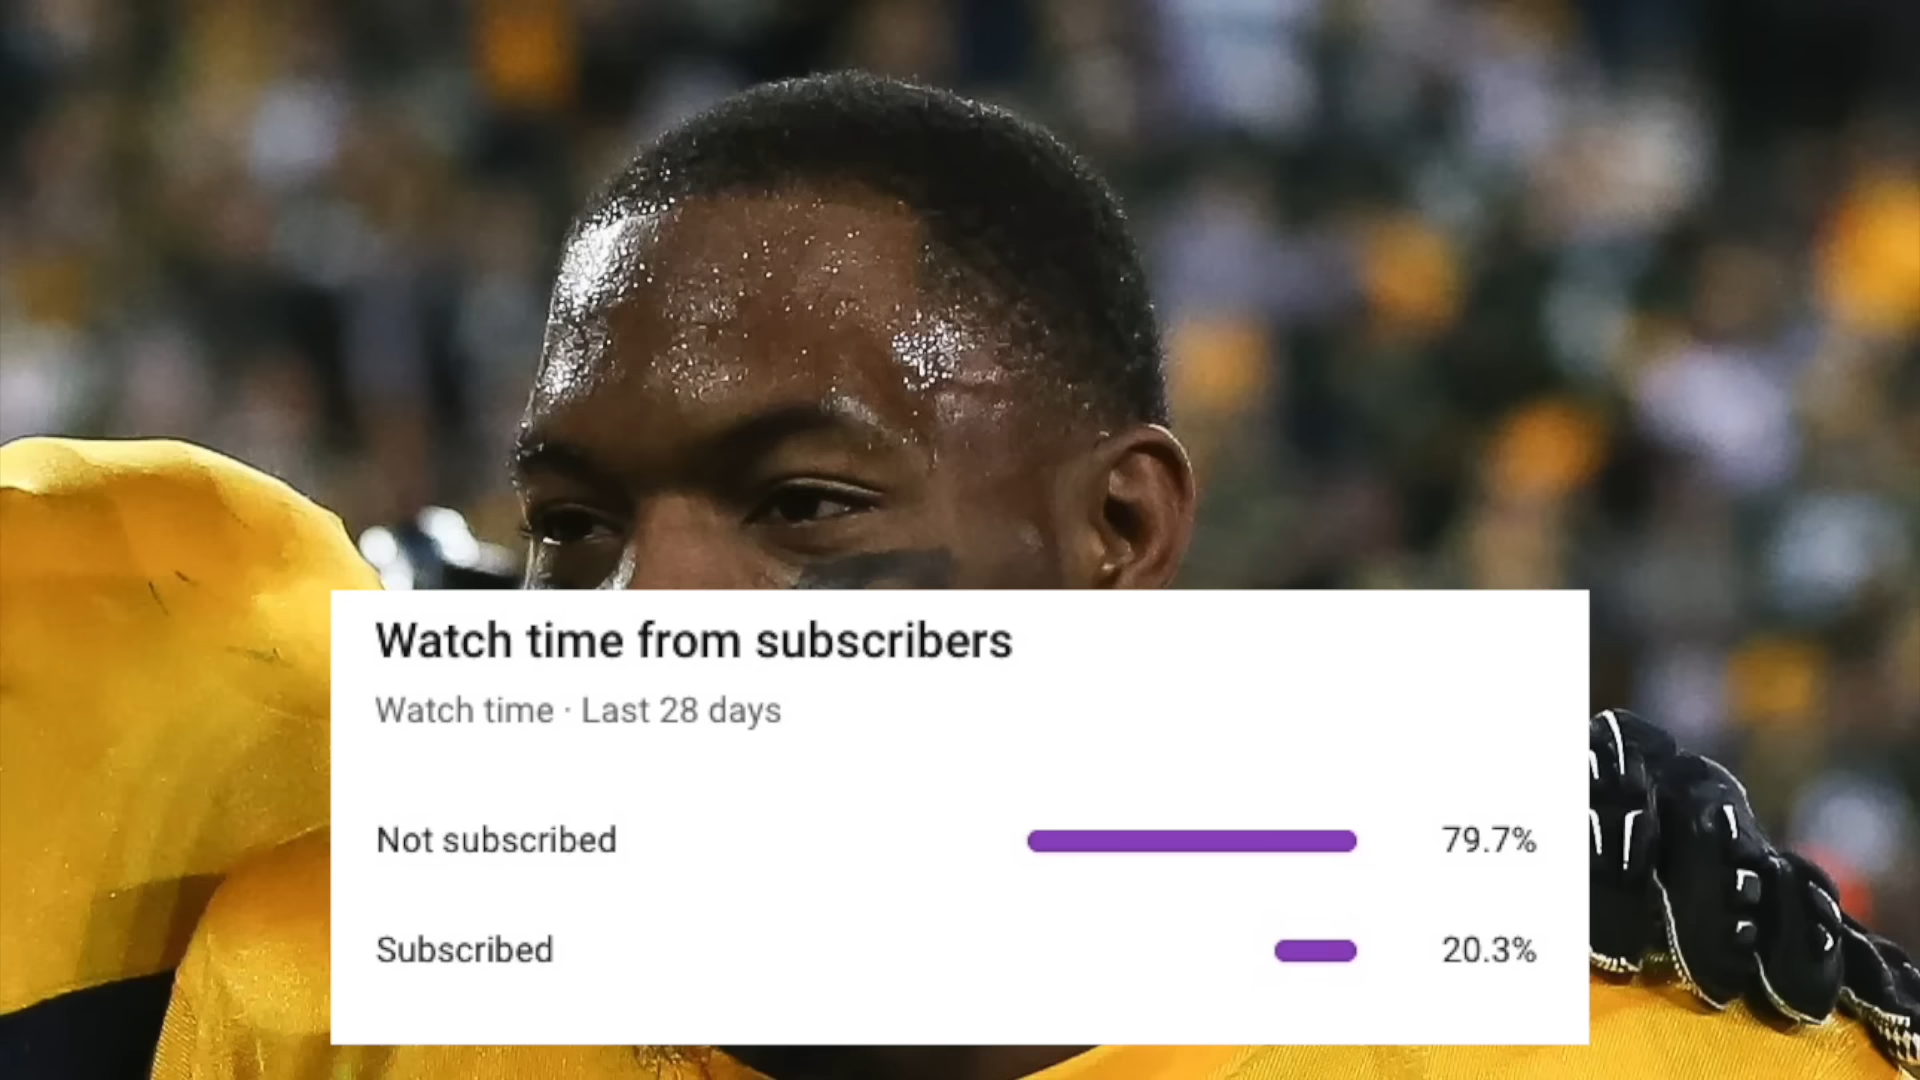 Watch time from subscribers
Watch time · Last 28 days
Not subscribed 79.7%
Subscribed 20.3%